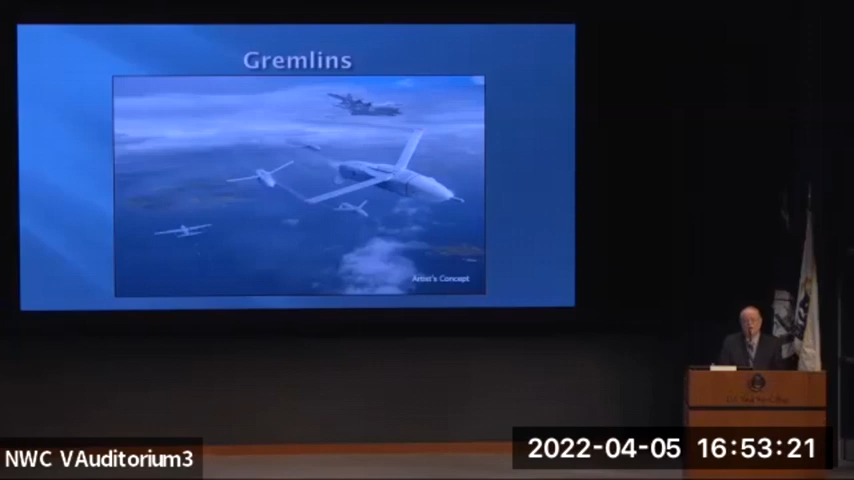 Gremlins
Artist's Concept
NWC VAuditorium3
2022-04-05 16:53:21